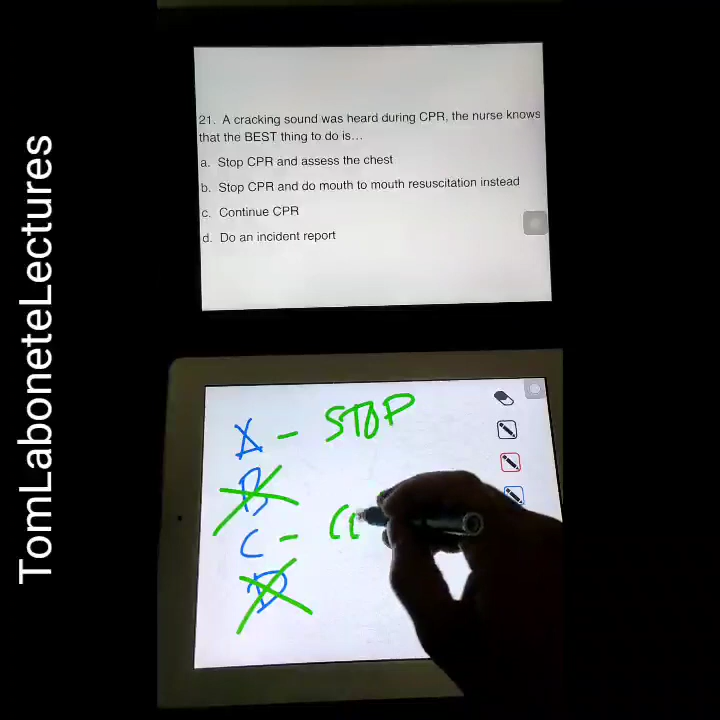 TomLaboneteLectures
21. A cracking sound was heard during CPR, the nurse knows
that the BEST thing to do is...
a. Stop CPR and assess the chest
b. Stop CPR and do mouth to mouth resuscitation instead
c. Continue CPR
d. Do an incident report
A - STOP
B
C - CO
D